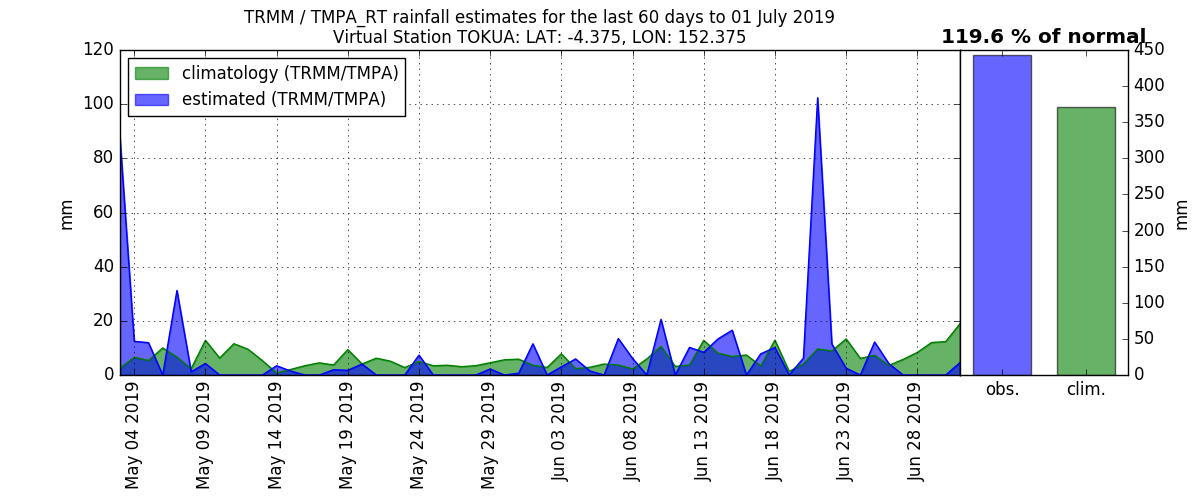 TRMM / TMPA_RT rainfall estimates for the last 60 days to 01 July 2019
Virtual Station TOKUA: LAT: -4.375, LON: 152.375
119.6 % of normal
climatology (TRMM/TMPA)
estimated (TRMM/TMPA)
120
100
80
60
40
20
0
mm
May 04 2019
May 09 2019
May 14 2019
May 19 2019
May 24 2019
May 29 2019
Jun 03 2019
Jun 08 2019
Jun 13 2019
Jun 18 2019
Jun 23 2019
Jun 28 2019
450
400
350
300
250
200
150
100
50
0
mm
obs.
clim.